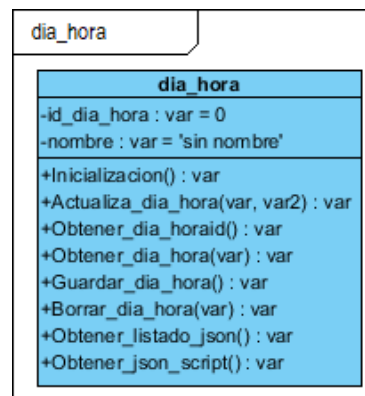 dia_hora
dia_hora
-id_dia_hora : var = 0
-nombre : var = 'sin nombre'
+Inicializacion() : var
+Actualiza_dia_hora(var, var2) : var
+Obtener_dia_horaid() : var
+Obtener_dia_hora(var) : var
+Guardar_dia_hora() : var
+Borrar_dia_hora(var) : var
+Obtener_listado_json() : var
+Obtener_json_script() : var